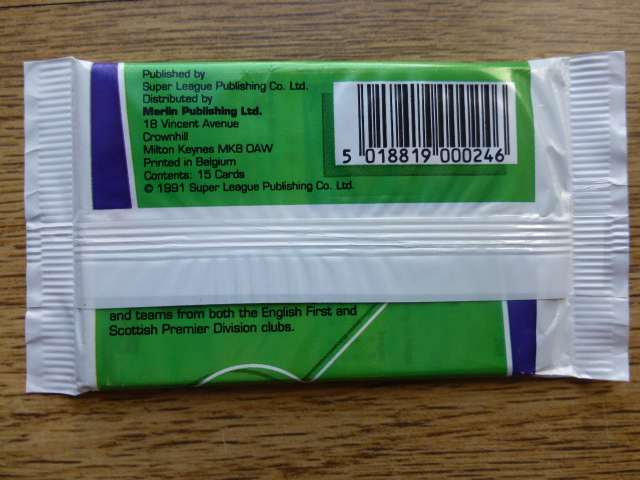 Published by
Super League Publishing Co. Ltd.
Distributed by
Merlin Publishing Ltd.
18 Vincent Avenue
Crownhill
Milton Keynes MK8 OAW
Printed in Belgium
Contents: 15 Cards
© 1991 Super League Publishing Co. Ltd.
5 018819 000246
and teams from both the English First and
Scottish Premier Division clubs.